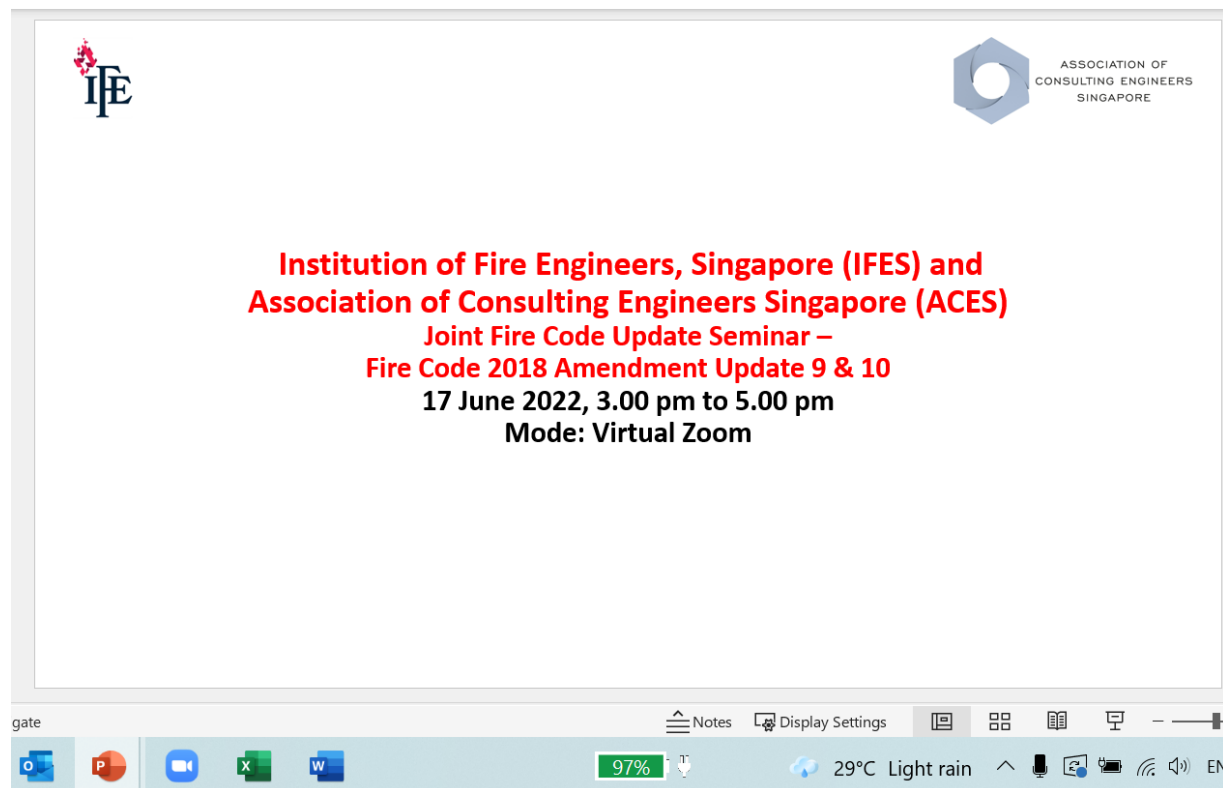 IFE
ASSOCIATION OF
CONSULTING ENGINEERS
SINGAPORE
Institution of Fire Engineers, Singapore (IFES) and
Association of Consulting Engineers Singapore (ACES)
Joint Fire Code Update Seminar –
Fire Code 2018 Amendment Update 9 & 10
17 June 2022, 3.00 pm to 5.00 pm
Mode: Virtual Zoom
gate
Notes Display Settings
O P X W 97% 29°C Light rain EN